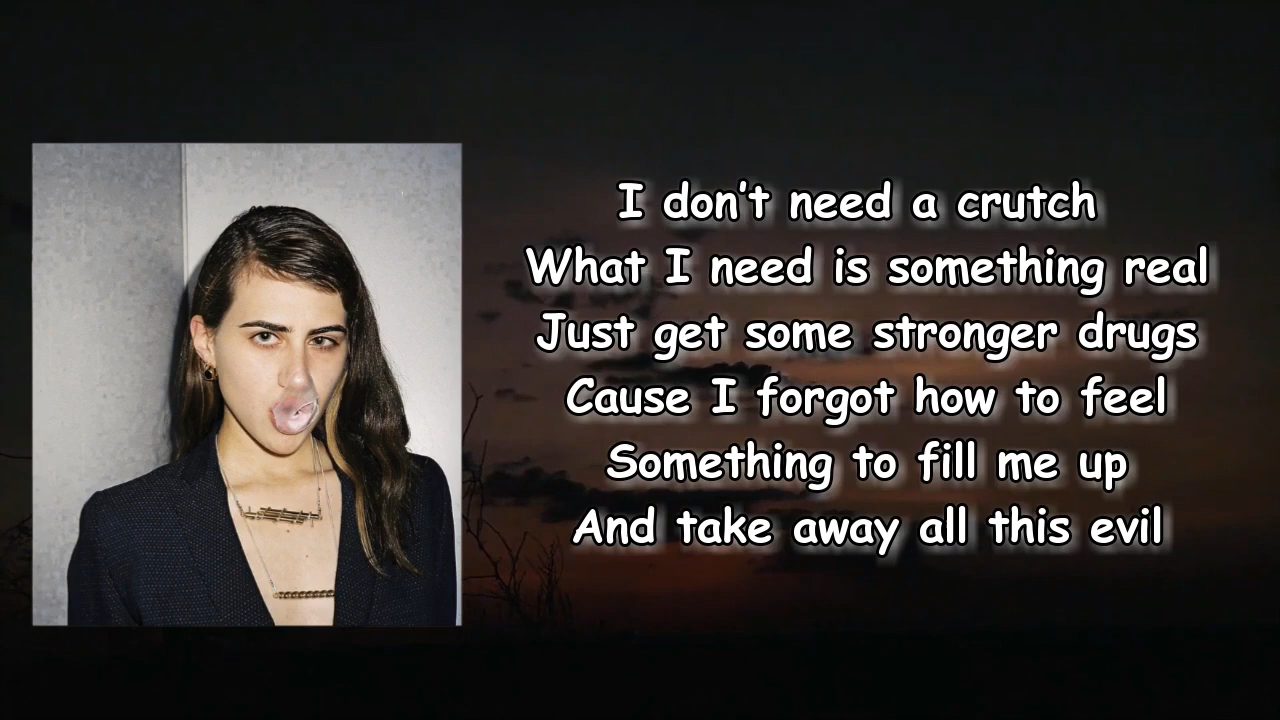 I don't need a crutch
What I need is something real
Just get some stronger drugs
Cause I forgot how to feel
Something to fill me up
And take away all this evil